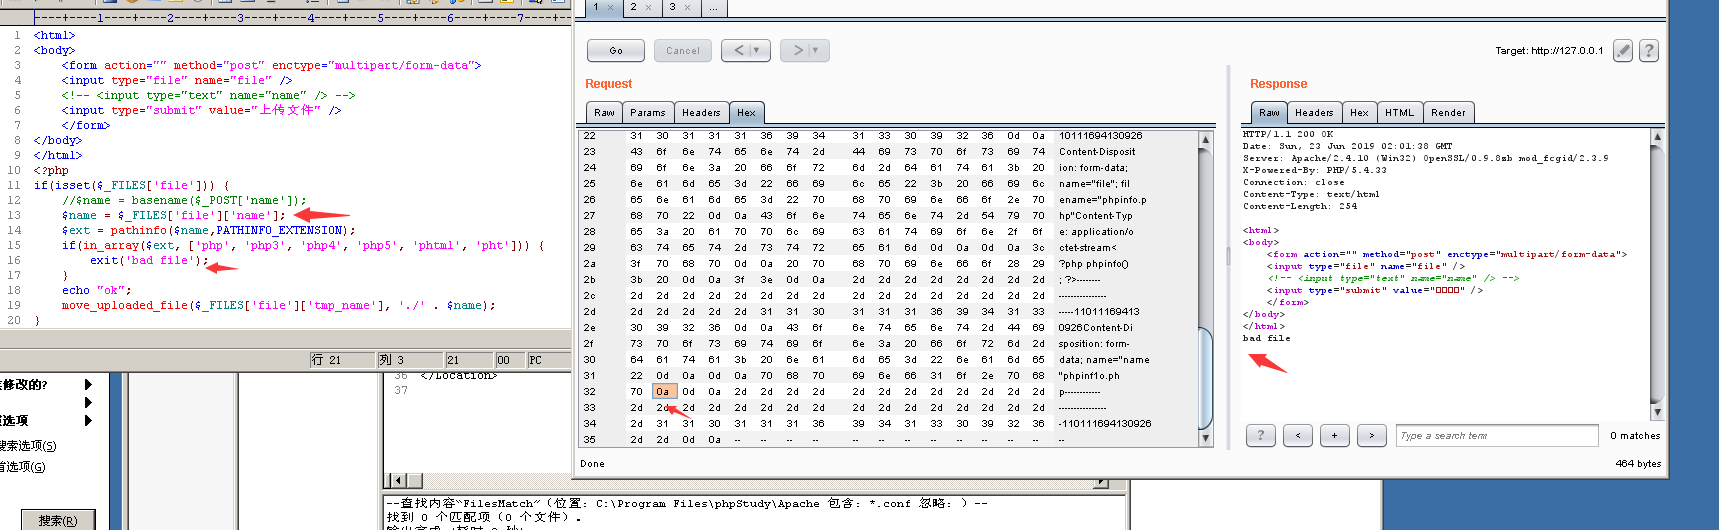 ----+----1----+----2----+----3----+----4----+----5----+----6----+----7----+
1 <html>
2 <body>
3 <form action="" method="post" enctype="multipart/form-data">
4 <input type="file" name="file" />
5 <!-- <input type="text" name="name" /> -->
6 <input type="submit" value="上传文件" />
7 </form>
8 </body>
9 </html>
10 <?php
11 if(isset($_FILES['file'])) {
12 //$name = basename($_POST['name']);
13 $name = $_FILES['file']['name'];
14 $ext = pathinfo($name,PATHINFO_EXTENSION);
15 if(in_array($ext, ['php', 'php3', 'php4', 'php5', 'phtml', 'pht'])) {
16 exit('bad file');
17 }
18 echo "ok";
19 move_uploaded_file($_FILES['file']['tmp_name'], './' . $name);
20 }
行 21 列 3 21 00 PC
修改的?
选项
搜索选项(S)
首选项(G)
搜索(R)
36 </Location>
37
--查找内容“FilesMatch”（位置: C:\Program Files\phpStudy\Apache 包含: *.conf 忽略: ）--
找到 0 个匹配项（0 个文件）.
1 × 2 × 3 × ...
Go Cancel < > Target: http://127.0.0.1 ?
Request
Raw Params Headers Hex
22 31 30 31 31 31 36 39 34 31 33 30 39 32 36 0d 0a 10111694130926
23 43 6f 6e 74 65 6e 74 2d 44 69 73 70 6f 73 69 74 Content-Disposit
24 69 6f 6e 3a 20 66 6f 72 6d 2d 64 61 74 61 3b 20 ion: form-data;
25 6e 61 6d 65 3d 22 66 69 6c 65 22 3b 20 66 69 6c name="file"; fil
26 65 6e 61 6d 65 3d 22 70 68 70 69 6e 66 6f 2e 70 ename="phpinfo.p
27 68 70 22 0d 0a 43 6f 6e 74 65 6e 74 2d 54 79 70 hp"Content-Typ
28 65 3a 20 61 70 70 6c 69 63 61 74 69 6f 6e 2f 6f e: application/o
29 63 74 65 74 2d 73 74 72 65 61 6d 0d 0a 0d 0a 3c ctet-stream<
2a 3f 70 68 70 0d 0a 20 70 68 70 69 6e 66 6f 28 29 ?php phpinfo()
2b 3b 20 0d 0a 3f 3e 0d 0a 2d 2d 2d 2d 2d 2d 2d 2d ; ?>--------
2c 2d 2d 2d 2d 2d 2d 2d 2d 2d 2d 2d 2d 2d 2d 2d 2d ----------------
2d 2d 2d 2d 2d 2d 31 31 30 31 31 31 36 39 34 31 33 -----11011169413
2e 30 39 32 36 0d 0a 43 6f 6e 74 65 6e 74 2d 44 69 0926Content-Di
2f 73 70 6f 73 69 74 69 6f 6e 3a 20 66 6f 72 6d 2d sposition: form-
30 64 61 74 61 3b 20 6e 61 6d 65 3d 22 6e 61 6d 65 data; name="name
31 22 0d 0a 0d 0a 70 68 70 69 6e 66 31 6f 2e 70 68 "phpinf1o.ph
32 70 0a 0d 0a 2d 2d 2d 2d 2d 2d 2d 2d 2d 2d 2d 2d p------------
33 2d 2d 2d 2d 2d 2d 2d 2d 2d 2d 2d 2d 2d 2d 2d 2d ----------------
34 2d 31 31 30 31 31 31 36 39 34 31 33 30 39 32 36 -110111694130926
35 2d 2d 0d 0a -- -- -- -- -- -- -- -- -- -- -- -- --
Done
Response
Raw Headers Hex HTML Render
HTTP/1.1 200 OK
Date: Sun, 23 Jun 2019 02:01:38 GMT
Server: Apache/2.4.10 (Win32) OpenSSL/0.9.8zb mod_fcgid/2.3.9
X-Powered-By: PHP/5.4.33
Connection: close
Content-Type: text/html
Content-Length: 254
<html>
<body>
<form action="" method="post" enctype="multipart/form-data">
<input type="file" name="file" />
<!-- <input type="text" name="name" /> -->
<input type="submit" value="□□□□" />
</form>
</body>
</html>
bad file
? < + > Type a search term 0 matches
464 bytes